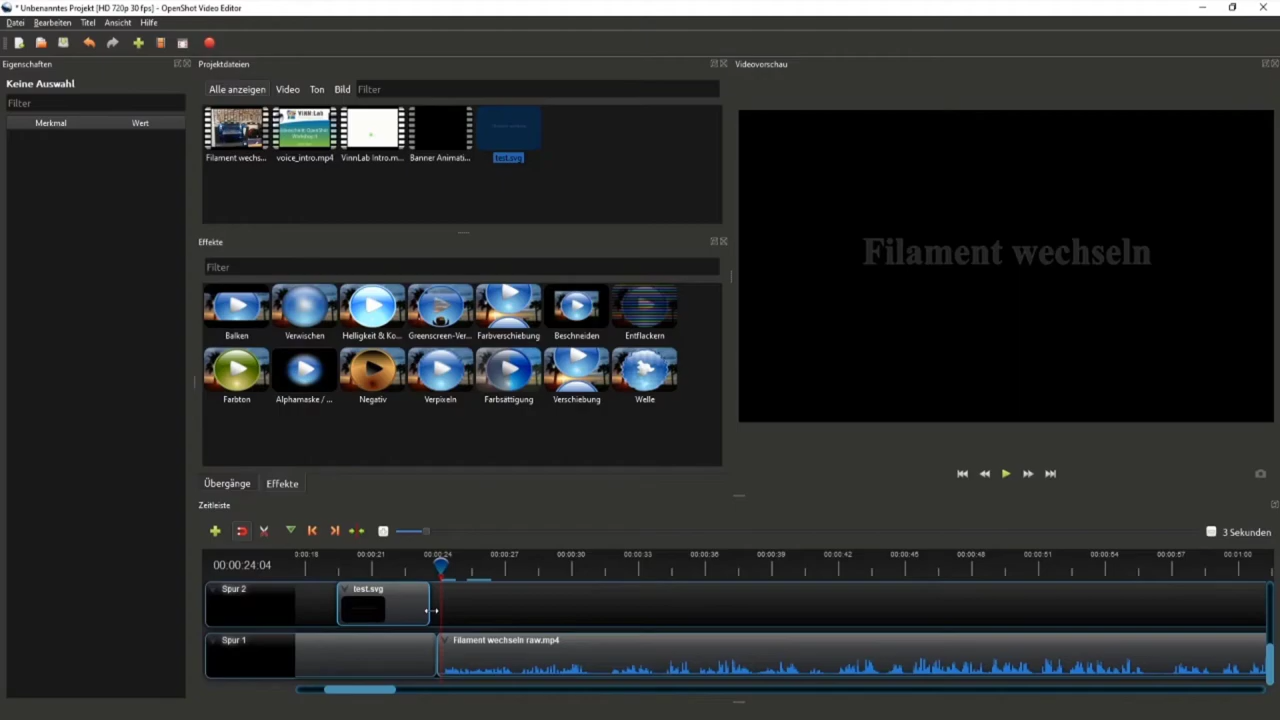 * Unbenanntes Projekt [HD 720p 30 fps] - OpenShot Video Editor
Datei Bearbeiten Titel Ansicht Hilfe
Eigenschaften
Projektdateien
Videovorschau
Keine Auswahl
Filter
Merkmal Wert
Alle anzeigen Video Ton Bild Filter
Filament wechs... voice_intro.mp4 VinnLab Intro.m... Banner Animati... test.svg
Effekte
Filter
Balken Verwischen Helligkeit & Ko... Greenscreen-Ver... Farbverschiebung Beschneiden Entflackern
Farbton Alphamaske / ... Negativ Verpixeln Farbsättigung Verschiebung Welle
Filament wechseln
Übergänge Effekte
Zeitleiste
3 Sekunden
00:00:24:04
0:00:18 00:00:21 00:00:24 00:00:27 00:00:30 00:00:33 00:00:36 00:00:39 00:00:42 00:00:45 00:00:48 00:00:51 00:00:54 00:00:57 00:01:00
Spur 2 test.svg
Spur 1 Filament wechseln raw.mp4